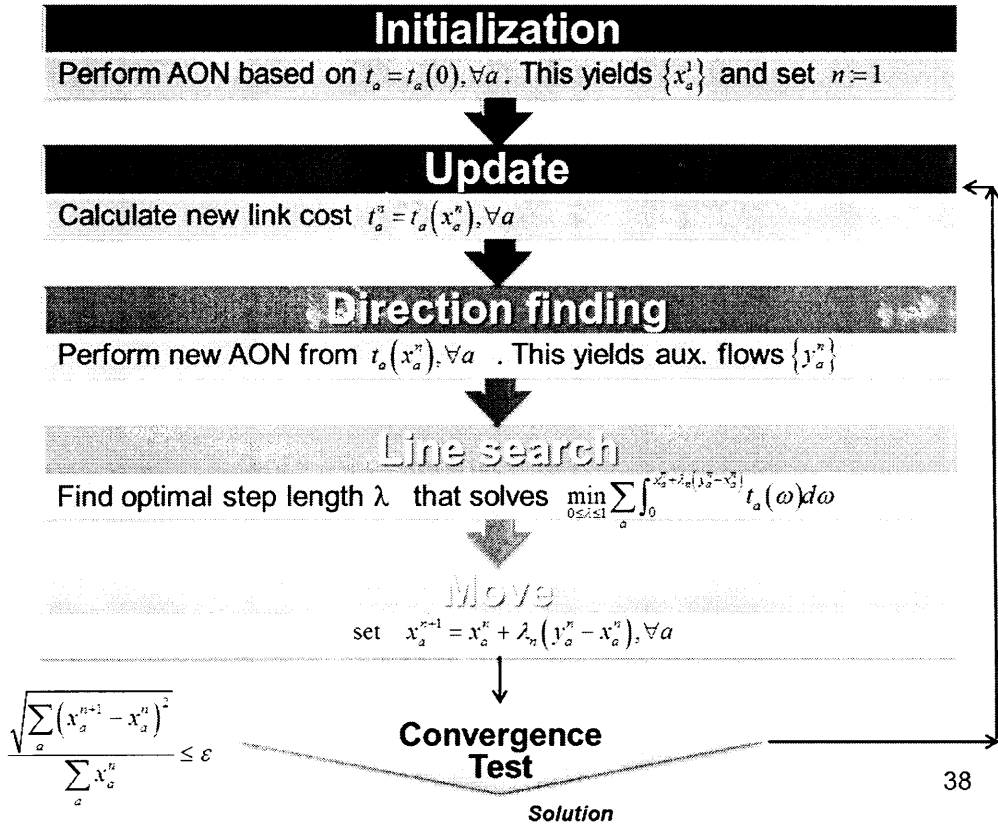 Initialization
Perform AON based on t_a = t_a(0), ∀a. This yields {x_a^1} and set n = 1
Update
Calculate new link cost t_a^n = t_a(x_a^n), ∀a
Direction finding
Perform new AON from t_a(x_a^n), ∀a . This yields aux. flows {y_a^n}
Line search
Find optimal step length λ that solves min_{0≤λ≤1} ∑_a ∫_0^{x_a^n+λ_n(y_a^n−x_a^n)} t_a(ω)dω
Move
set x_a^{n+1} = x_a^n + λ_n(y_a^n − x_a^n), ∀a
√(∑_a (x_a^{n+1} − x_a^n)^2) / ∑_a x_a^n ≤ ε
Convergence
Test
38
Solution